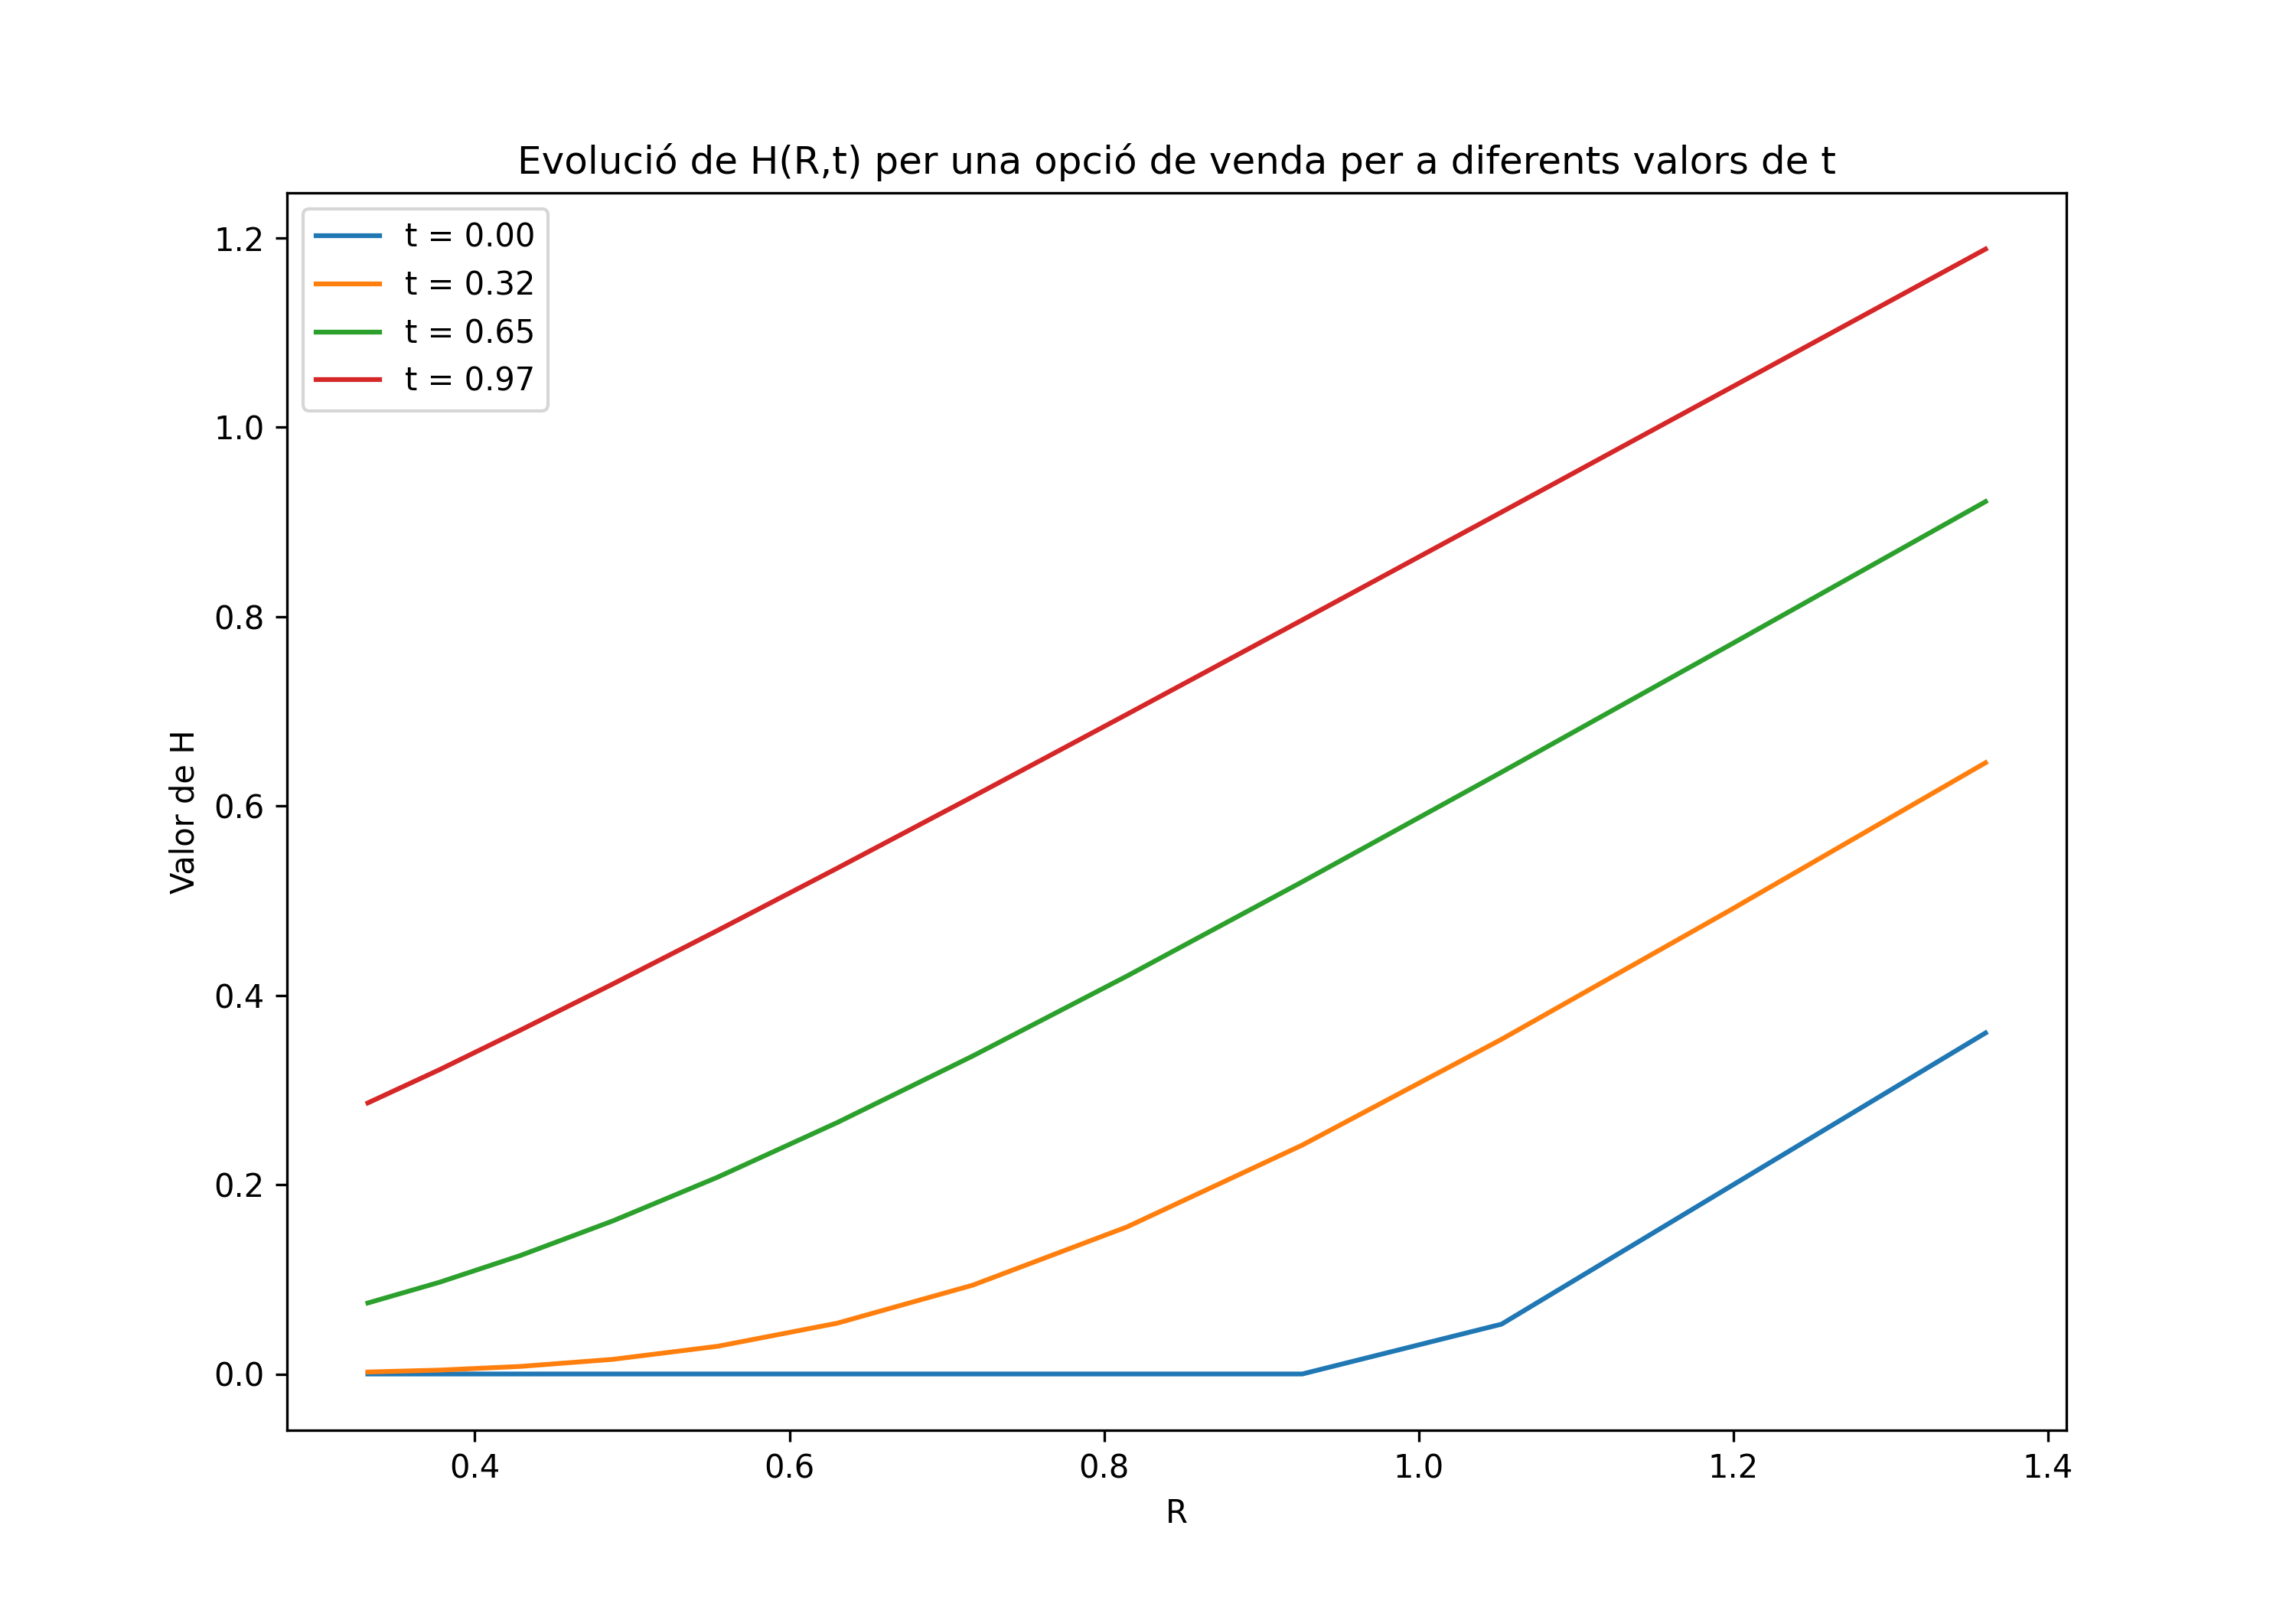 Evolució de H(R,t) per una opció de venda per a diferents valors de t
t = 0.00
t = 0.32
t = 0.65
t = 0.97
1.2
1.0
0.8
0.6
0.4
0.2
0.0
Valor de H
0.4 0.6 0.8 1.0 1.2 1.4
R